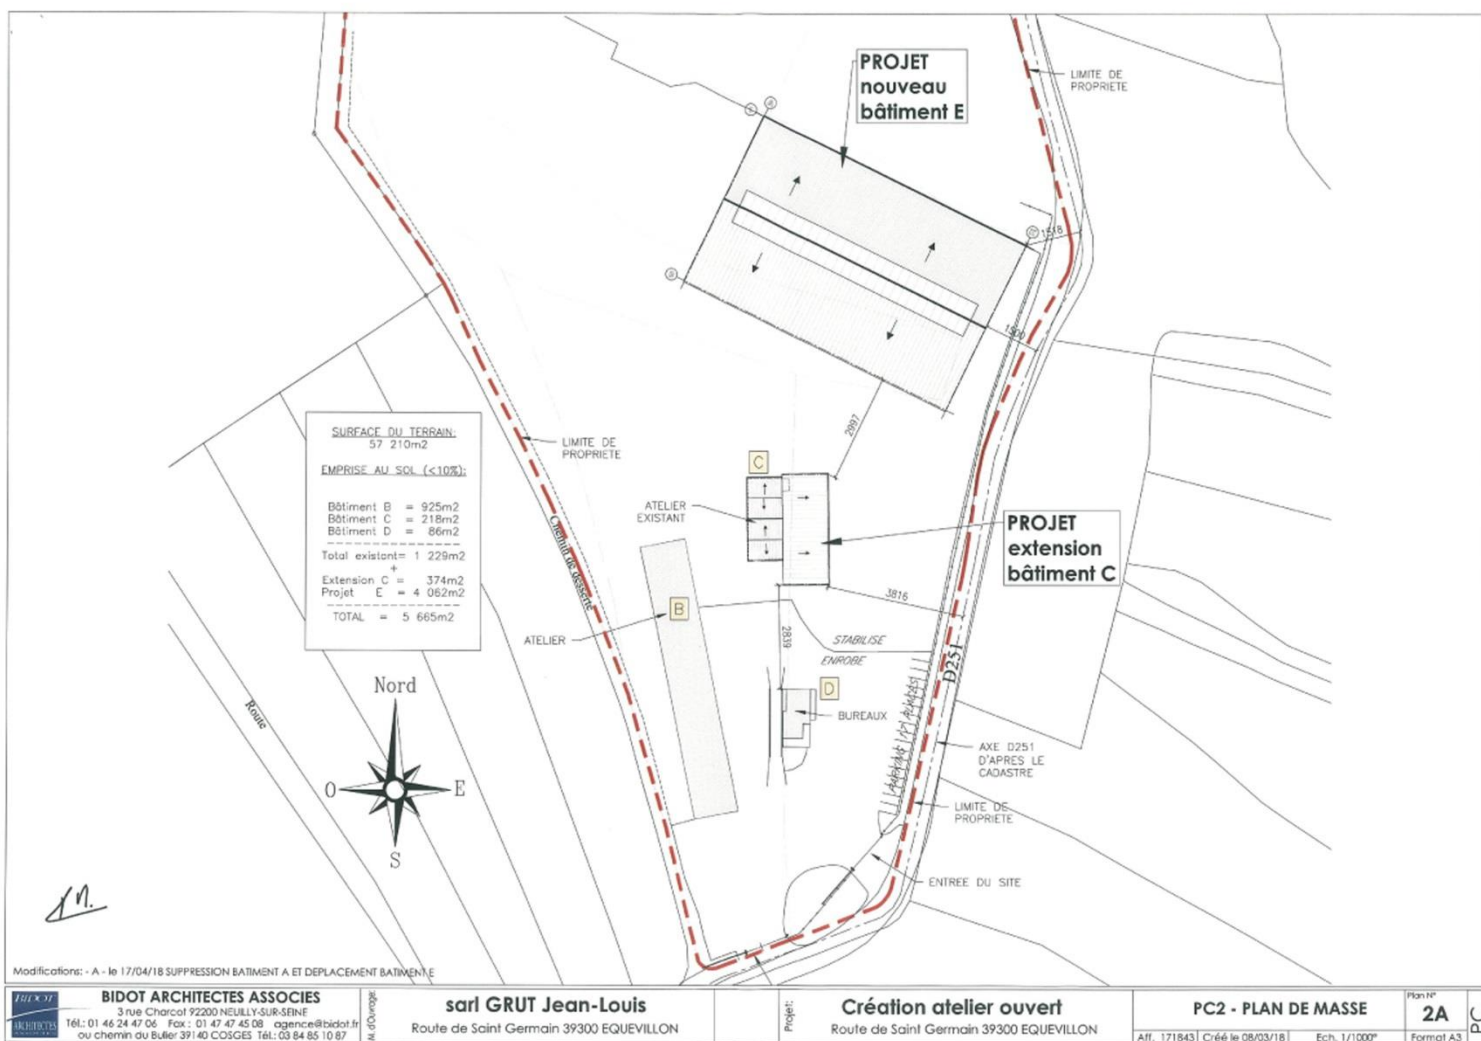 PROJET
nouveau
bâtiment E
LIMITE DE
PROPRIETE
1518
1500
2997
SURFACE DU TERRAIN:
57 210m2
EMPRISE AU SOL (<10%):
Bâtiment B = 925m2
Bâtiment C = 218m2
Bâtiment D = 86m2
Total existant= 1 229m2
+
Extension C = 374m2
Projet E = 4 062m2
TOTAL = 5 665m2
LIMITE DE
PROPRIETE
Chemin de desserte
C
ATELIER
EXISTANT
PROJET
extension
bâtiment C
3816
B
ATELIER
2839
STABILISE
ENROBE
D251
D
BUREAUX
Nord
O
E
S
Route
AXE D251
D'APRES LE
CADASTRE
LIMITE DE
PROPRIETE
ENTREE DU SITE
Modifications: - A - le 17/04/18 SUPPRESSION BATIMENT A ET DEPLACEMENT BATIMENT E
BIDOT
ARCHITECTES
BIDOT ARCHITECTES ASSOCIES
3 rue Charcot 92200 NEUILLY-SUR-SEINE
Tél.: 01 46 24 47 06 Fax : 01 47 47 45 08 agence@bidot.fr
ou chemin du Bulier 39140 COSGES Tél.: 03 84 85 10 87
M. d'Ouvrage:
sarl GRUT Jean-Louis
Route de Saint Germain 39300 EQUEVILLON
Projet:
Création atelier ouvert
Route de Saint Germain 39300 EQUEVILLON
PC2 - PLAN DE MASSE
Aff. 171843 Créé le 08/03/18 Ech. 1/1000°
Plan N°
2A
Format A3
PC